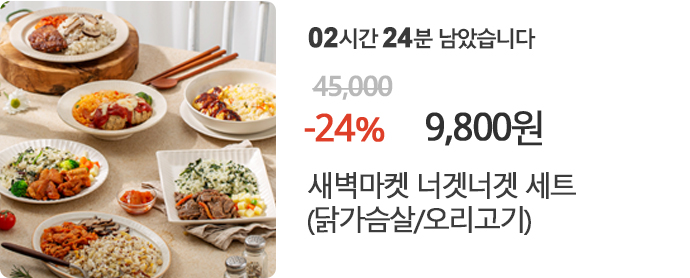 02시간 24분 남았습니다
45,000
-24% 9,800원
새벽마켓 너겟너겟 세트
(닭가슴살/오리고기)